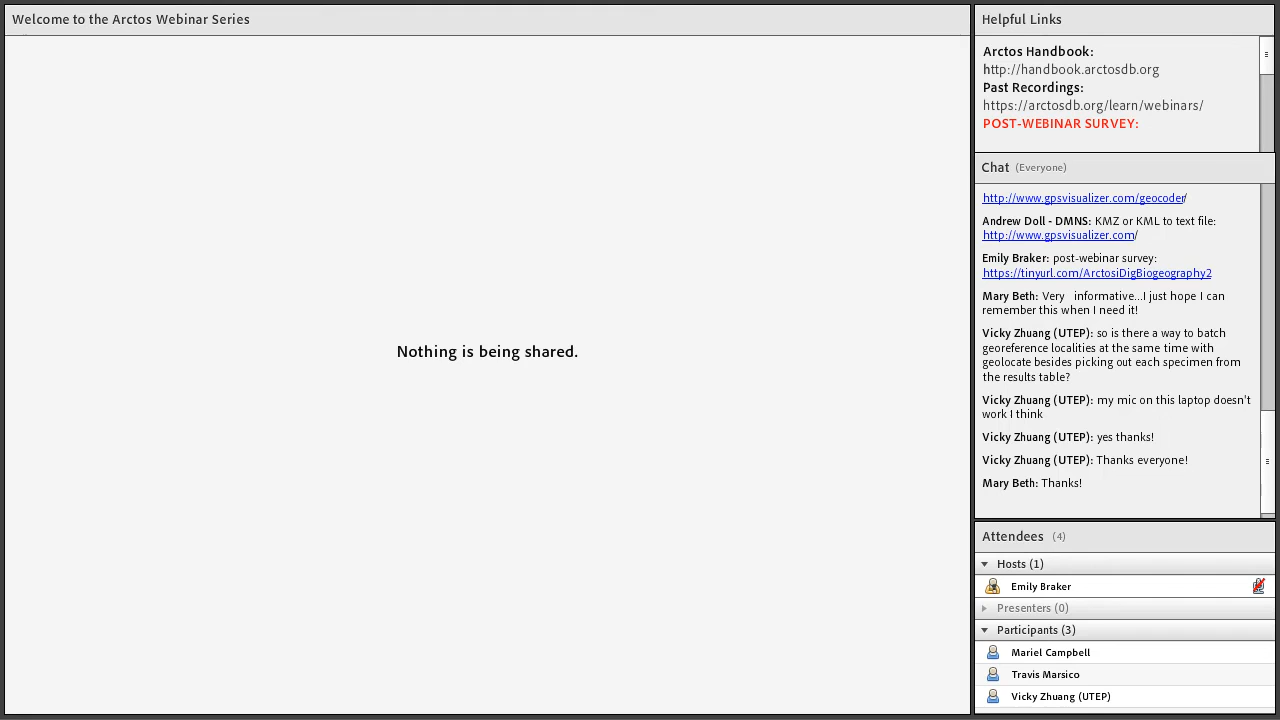 Welcome to the Arctos Webinar Series
Nothing is being shared.
Helpful Links
Arctos Handbook:
http://handbook.arctosdb.org
Past Recordings:
https://arctosdb.org/learn/webinars/
POST-WEBINAR SURVEY:
Chat (Everyone)
http://www.gpsvisualizer.com/geocoder/
Andrew Doll - DMNS: KMZ or KML to text file:
http://www.gpsvisualizer.com/
Emily Braker: post-webinar survey:
https://tinyurl.com/ArctosiDigBiogeography2
Mary Beth: Very informative...I just hope I can
remember this when I need it!
Vicky Zhuang (UTEP): so is there a way to batch
georeference localities at the same time with
geolocate besides picking out each specimen from
the results table?
Vicky Zhuang (UTEP): my mic on this laptop doesn't
work I think
Vicky Zhuang (UTEP): yes thanks!
Vicky Zhuang (UTEP): Thanks everyone!
Mary Beth: Thanks!
Attendees (4)
Hosts (1)
Emily Braker
Presenters (0)
Participants (3)
Mariel Campbell
Travis Marsico
Vicky Zhuang (UTEP)